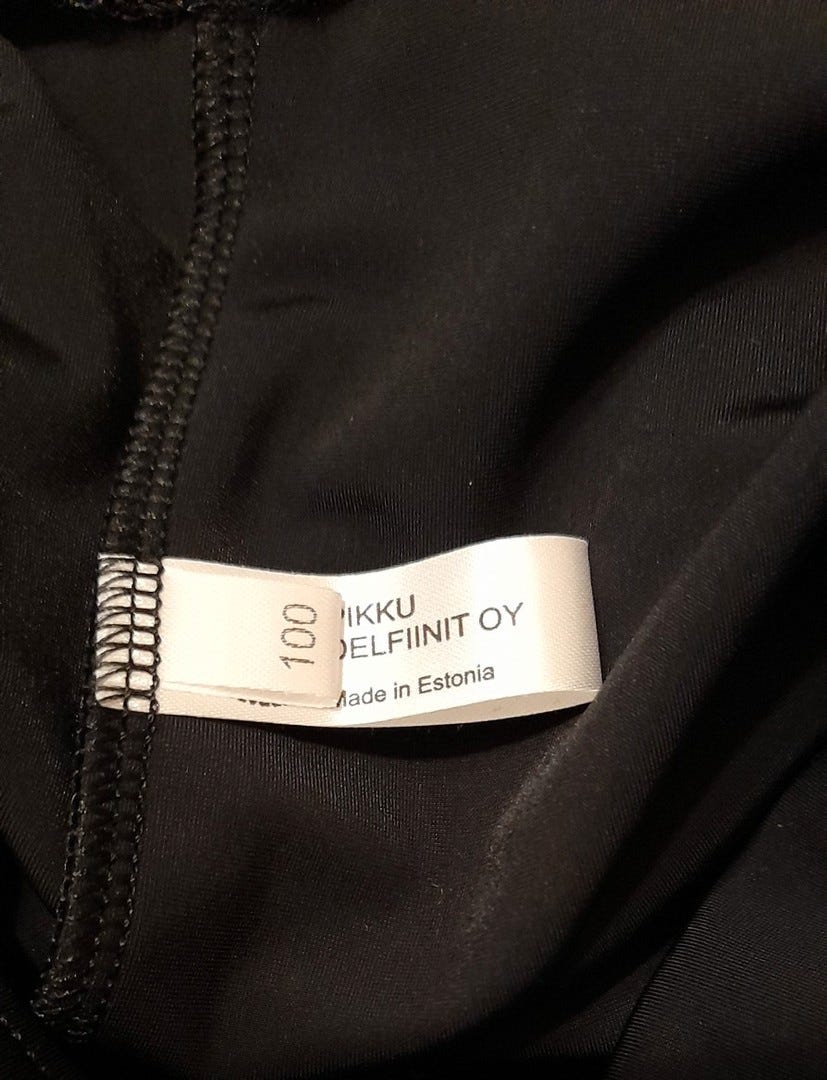 100
PIKKU
DELFIINIT OY
Made in Estonia